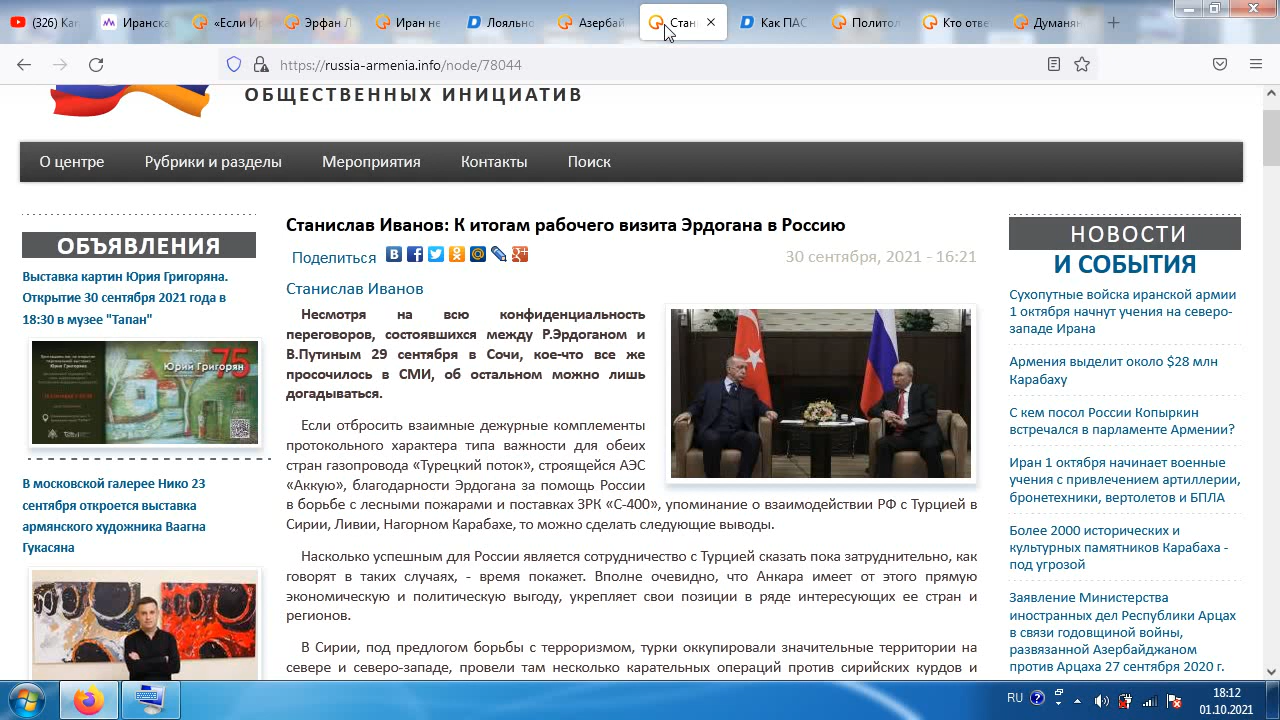 (326) Кап
Иранска
«Если Ир
Эрфан Л
Иран не
Лояльно
Азербай
Стан
Как ПАС
Полито
Кто отве
Думаня
https://russia-armenia.info/node/78044
ОБЩЕСТВЕННЫХ ИНИЦИАТИВ
О центре
Рубрики и разделы
Мероприятия
Контакты
Поиск
ОБЪЯВЛЕНИЯ
Выставка картин Юрия Григоряна.
Открытие 30 сентября 2021 года в
18:30 в музее "Тапан"
75
Юрий Григорян
В московской галерее Нико 23
сентября откроется выставка
армянского художника Ваагна
Гукасяна
Станислав Иванов: К итогам рабочего визита Эрдогана в Россию
Поделиться
30 сентября, 2021 - 16:21
Станислав Иванов
Несмотря на всю конфиденциальность
переговоров, состоявшихся между Р.Эрдоганом и
В.Путиным 29 сентября в Сочи, кое-что все же
просочилось в СМИ, об остальном можно лишь
догадываться.
Если отбросить взаимные дежурные комплементы
протокольного характера типа важности для обеих
стран газопровода «Турецкий поток», строящейся АЭС
«Аккую», благодарности Эрдогана за помощь России
в борьбе с лесными пожарами и поставках ЗРК «С-400», упоминание о взаимодействии РФ с Турцией в
Сирии, Ливии, Нагорном Карабахе, то можно сделать следующие выводы.
Насколько успешным для России является сотрудничество с Турцией сказать пока затруднительно, как
говорят в таких случаях, - время покажет. Вполне очевидно, что Анкара имеет от этого прямую
экономическую и политическую выгоду, укрепляет свои позиции в ряде интересующих ее стран и
регионов.
В Сирии, под предлогом борьбы с терроризмом, турки оккупировали значительные территории на
севере и северо-западе, провели там несколько карательных операций против сирийских курдов и
НОВОСТИ
И СОБЫТИЯ
Сухопутные войска иранской армии
1 октября начнут учения на северо-
западе Ирана
Армения выделит около $28 млн
Карабаху
С кем посол России Копыркин
встречался в парламенте Армении?
Иран 1 октября начинает военные
учения с привлечением артиллерии,
бронетехники, вертолетов и БПЛА
Более 2000 исторических и
культурных памятников Карабаха -
под угрозой
Заявление Министерства
иностранных дел Республики Арцах
в связи годовщиной войны,
развязанной Азербайджаном
против Арцаха 27 сентября 2020 г.
RU
18:12
01.10.2021